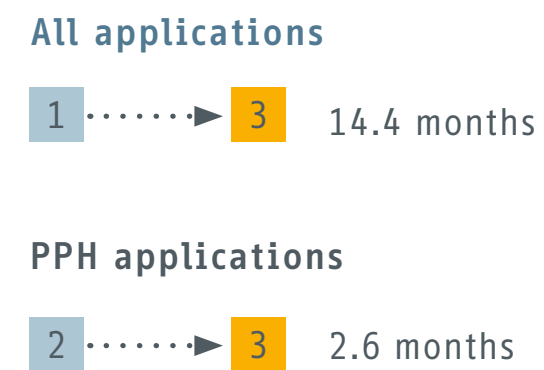 All applications
1 3 14.4 months
PPH applications
2 3 2.6 months